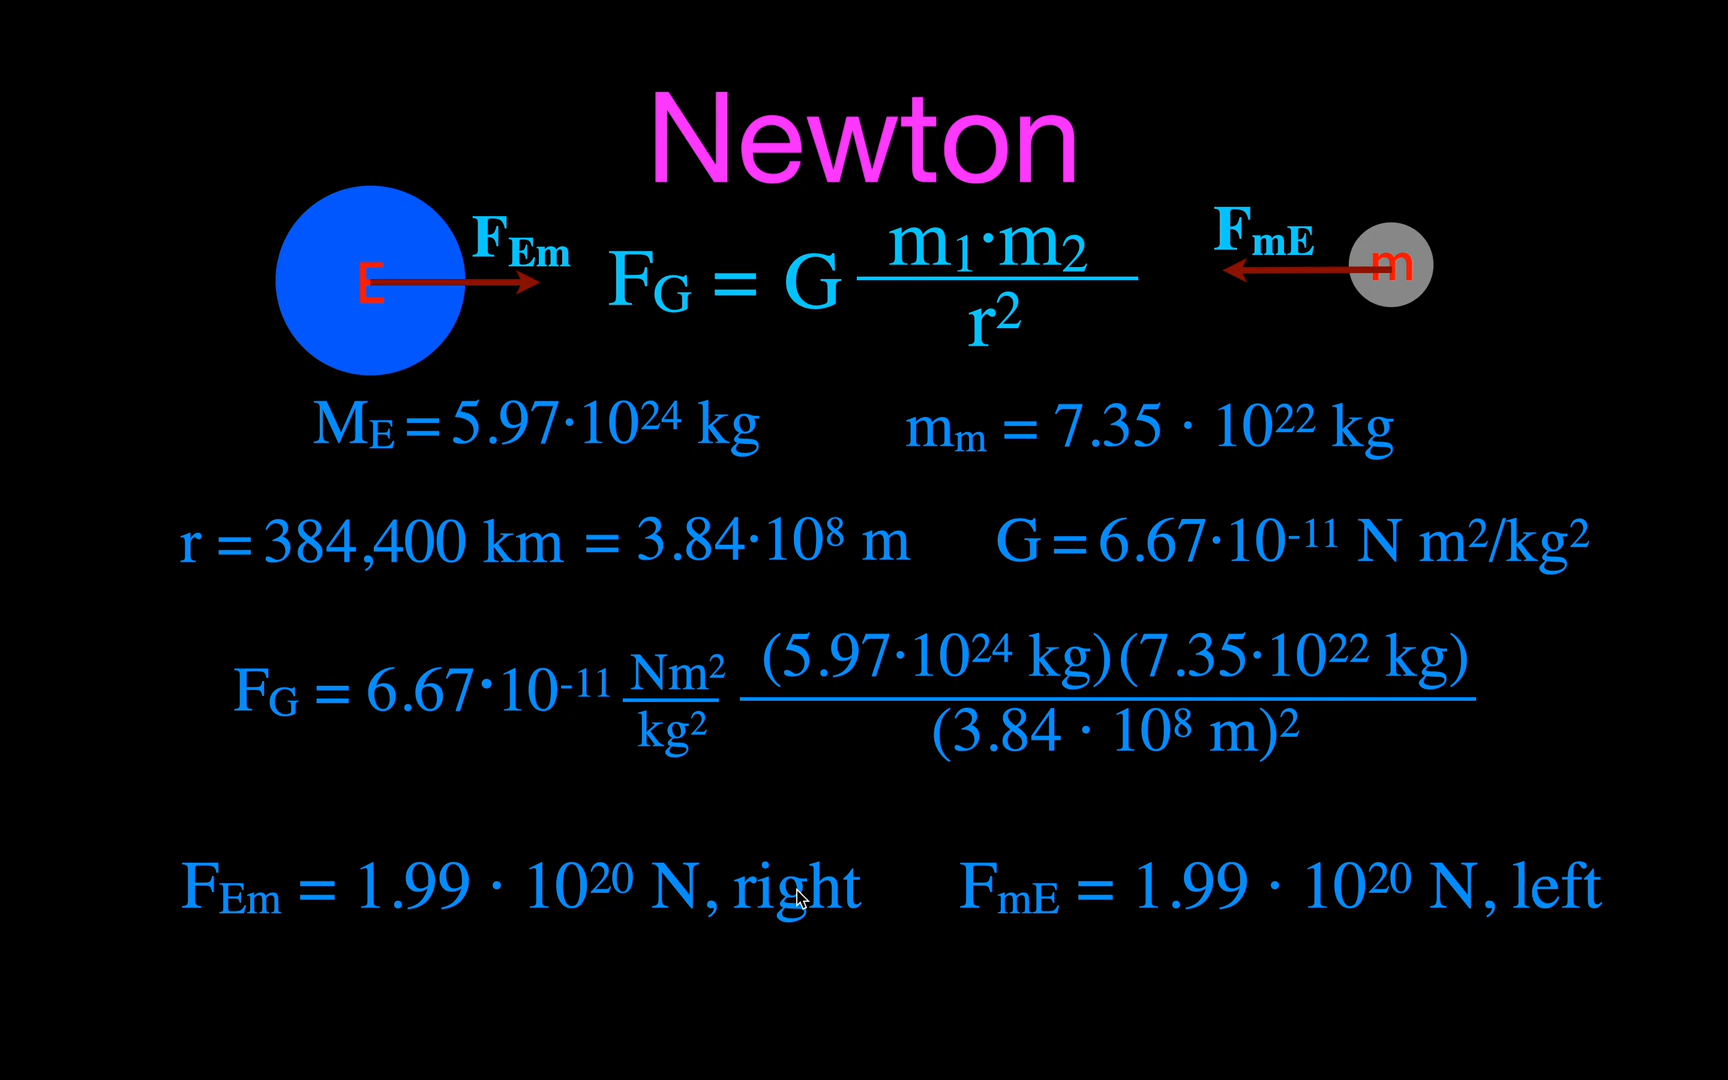 Newton
E F_Em F_G = G m₁·m₂ / r² F_mE m
M_E = 5.97·10²⁴ kg m_m = 7.35 · 10²² kg
r = 384,400 km = 3.84·10⁸ m G = 6.67·10⁻¹¹ N m²/kg²
F_G = 6.67·10⁻¹¹ Nm²/kg² (5.97·10²⁴ kg)(7.35·10²² kg) / (3.84 · 10⁸ m)²
F_Em = 1.99 · 10²⁰ N, right F_mE = 1.99 · 10²⁰ N, left